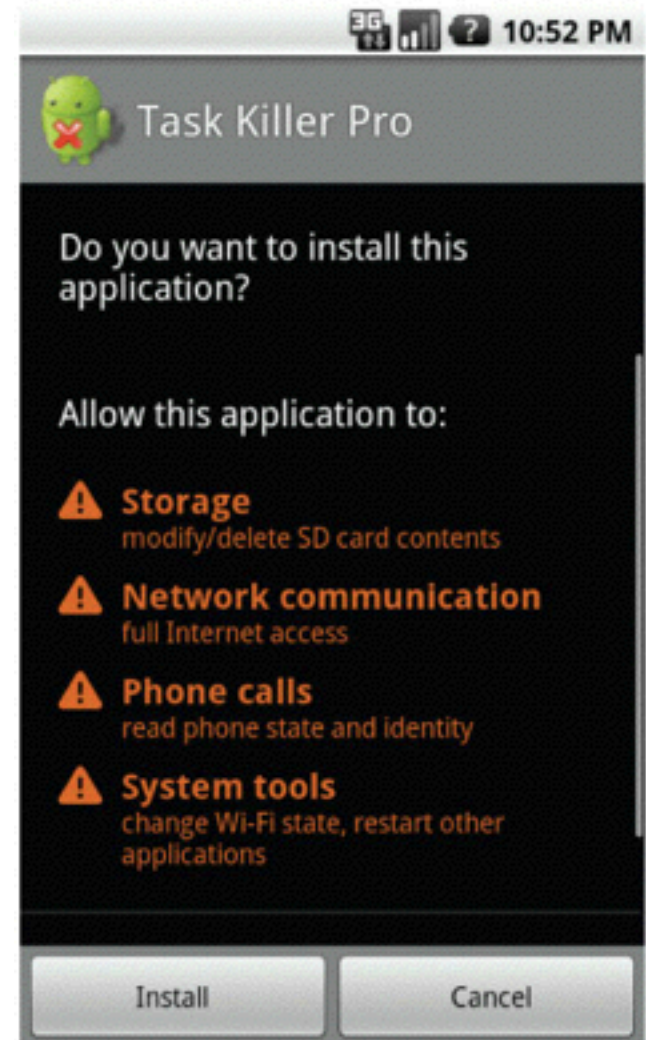 3G ? 10:52 PM
Task Killer Pro
Do you want to install this
application?
Allow this application to:
Storage
modify/delete SD card contents
Network communication
full Internet access
Phone calls
read phone state and identity
System tools
change Wi-Fi state, restart other
applications
Install Cancel